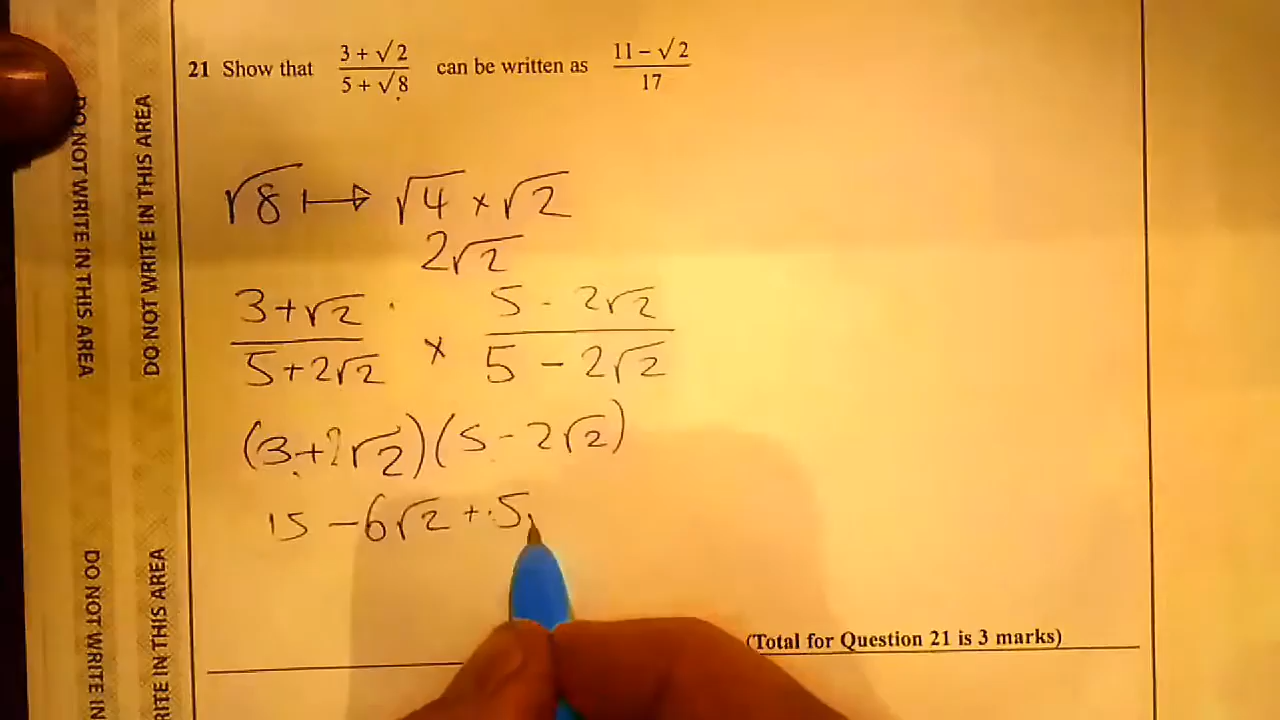 21 Show that 3 + √2 / 5 + √8 can be written as 11 − √2 / 17
√8 ↦ √4 × √2
2√2
3+√2 / 5+2√2 × 5 - 2√2 / 5 - 2√2
(3+2√2)(5-2√2)
15 - 6√2 + 5
(Total for Question 21 is 3 marks)
DO NOT WRITE IN THIS AREA
DO NOT WRITE IN THIS AREA
DO NOT WRITE IN
RITE IN THIS AREA